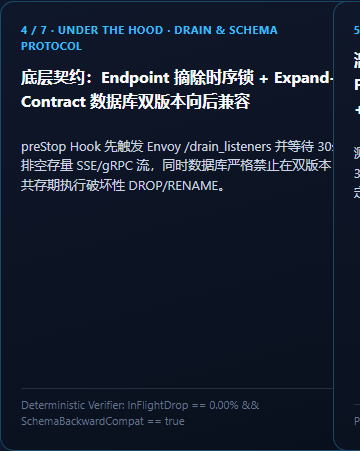 4 / 7 · UNDER THE HOOD · DRAIN & SCHEMA
PROTOCOL
底层契约：Endpoint 摘除时序锁 + Expand-
Contract 数据库双版本向后兼容
preStop Hook 先触发 Envoy /drain_listeners 并等待 30s
排空存量 SSE/gRPC 流，同时数据库严格禁止在双版本
共存期执行破坏性 DROP/RENAME。
Deterministic Verifier: InFlightDrop == 0.00% &&
SchemaBackwardCompat == true